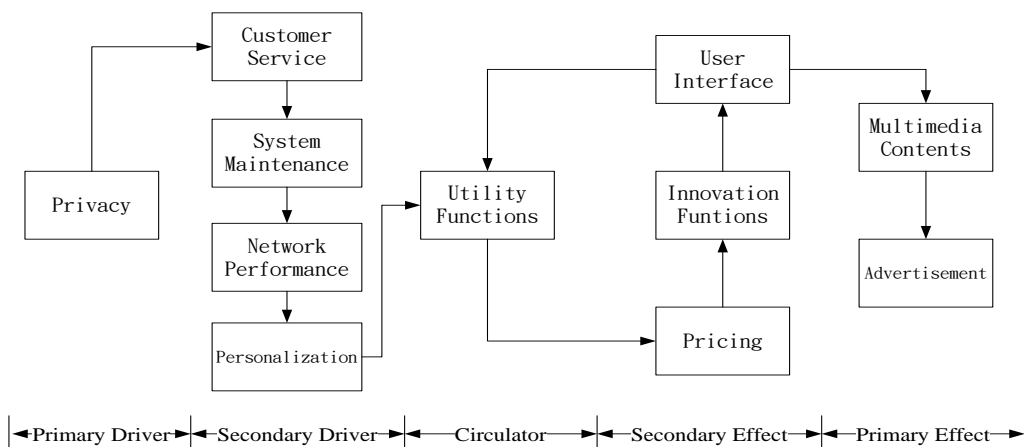 Privacy
Customer
Service
System
Maintenance
Network
Performance
Personalization
Utility
Functions
User
Interface
Innovation
Funtions
Pricing
Multimedia
Contents
Advertisement
Primary Driver
Secondary Driver
Circulator
Secondary Effect
Primary Effect